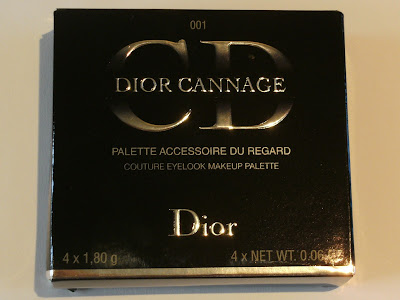 001
CD
DIOR CANNAGE
PALETTE ACCESSOIRE DU REGARD
COUTURE EYELOOK MAKEUP PALETTE
Dior
4 x 1,80 g 4 x NET WT. 0.06